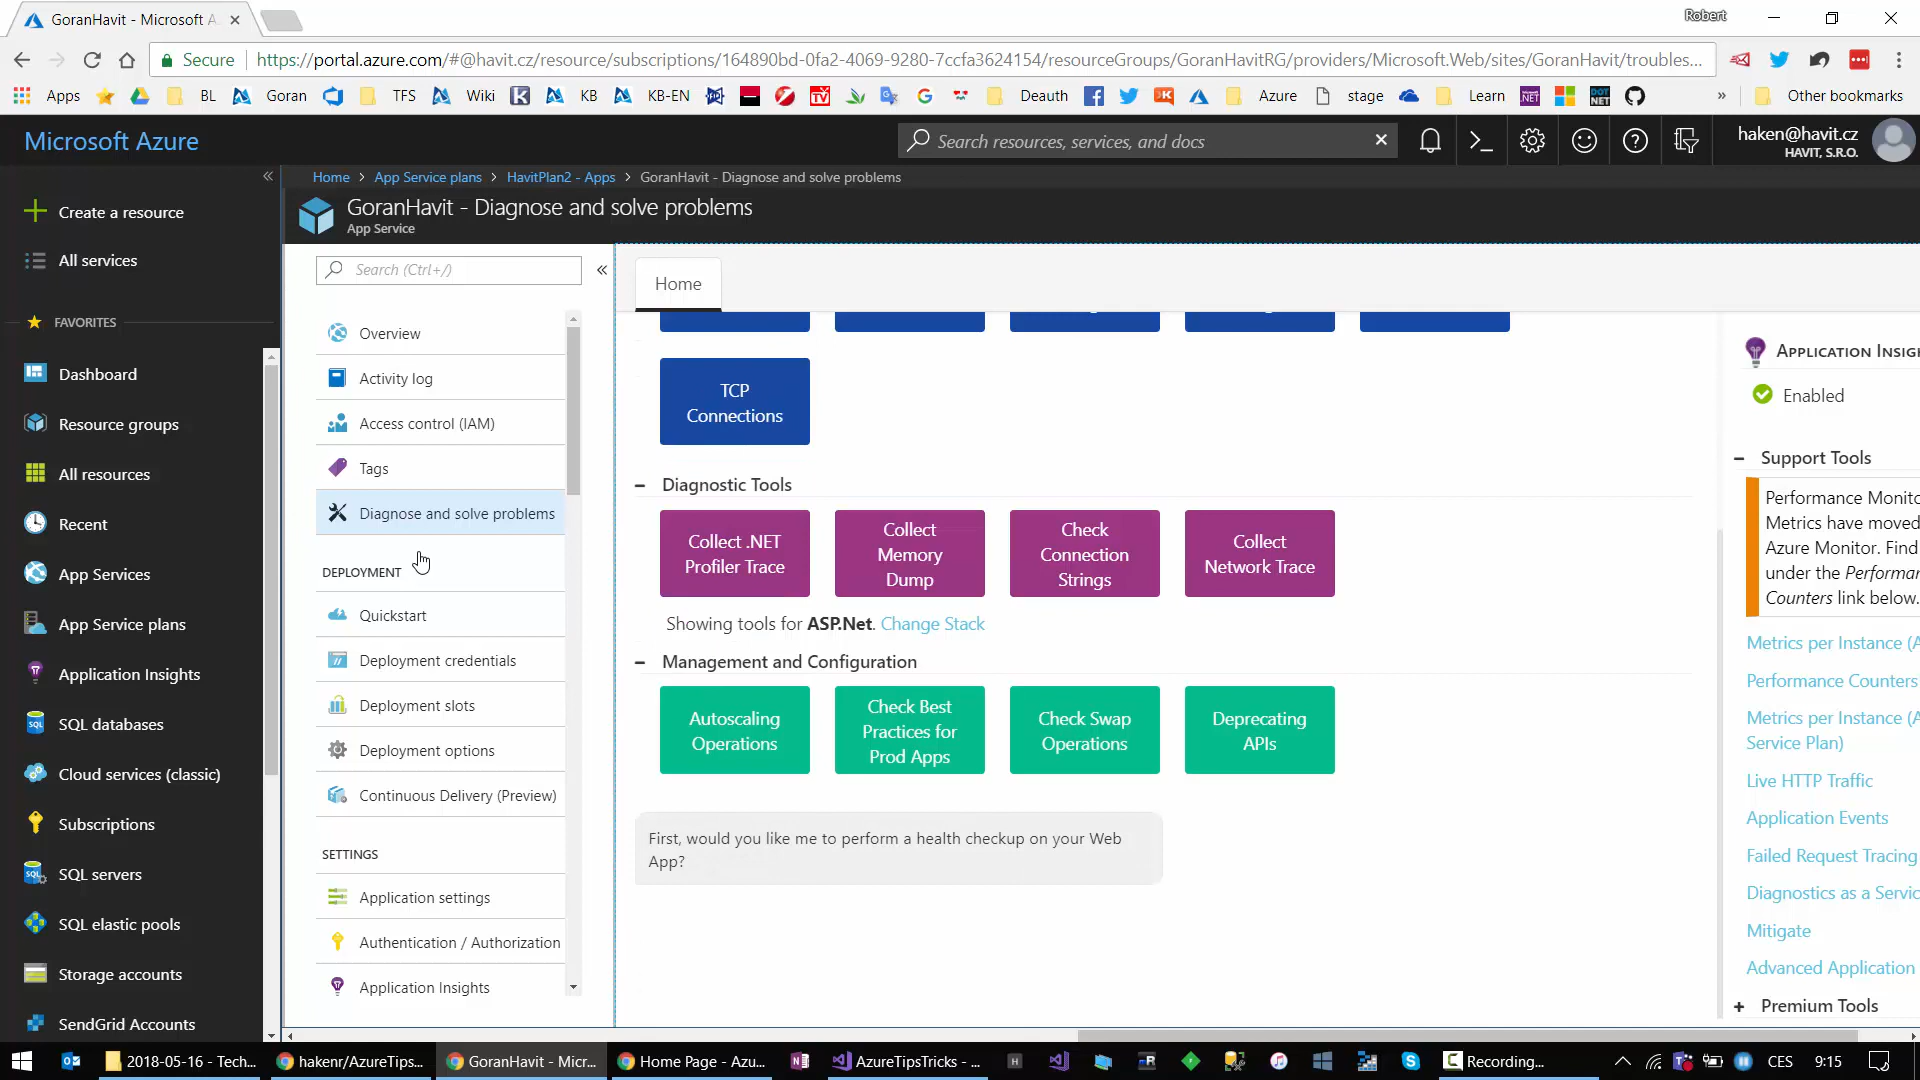 GoranHavit - Microsoft A
Robert
Secure
https://portal.azure.com/#@havit.cz/resource/subscriptions/164890bd-0fa2-4069-9280-7ccfa3624154/resourceGroups/GoranHavitRG/providers/Microsoft.Web/sites/GoranHavit/troubles...
Apps
BL
Goran
TFS
Wiki
KB
KB-EN
Deauth
Azure
stage
Learn
Other bookmarks
Microsoft Azure
Search resources, services, and docs
haken@havit.cz
HAVIT, S.R.O.
Create a resource
All services
FAVORITES
Dashboard
Resource groups
All resources
Recent
App Services
App Service plans
Application Insights
SQL databases
Cloud services (classic)
Subscriptions
SQL servers
SQL elastic pools
Storage accounts
SendGrid Accounts
Home > App Service plans > HavitPlan2 - Apps > GoranHavit - Diagnose and solve problems
GoranHavit - Diagnose and solve problems
App Service
Search (Ctrl+/)
Overview
Activity log
Access control (IAM)
Tags
Diagnose and solve problems
DEPLOYMENT
Quickstart
Deployment credentials
Deployment slots
Deployment options
Continuous Delivery (Preview)
SETTINGS
Application settings
Authentication / Authorization
Application Insights
Home
TCP
Connections
Diagnostic Tools
Collect .NET
Profiler Trace
Collect
Memory
Dump
Check
Connection
Strings
Collect
Network Trace
Showing tools for ASP.Net. Change Stack
Management and Configuration
Autoscaling
Operations
Check Best
Practices for
Prod Apps
Check Swap
Operations
Deprecating
APIs
First, would you like me to perform a health checkup on your Web
App?
APPLICATION INSIG
Enabled
Support Tools
Performance Monito
Metrics have moved
Azure Monitor. Find
under the Performan
Counters link below.
Metrics per Instance (A
Performance Counters
Metrics per Instance (A
Service Plan)
Live HTTP Traffic
Application Events
Failed Request Tracing
Diagnostics as a Servic
Mitigate
Advanced Application
Premium Tools
2018-05-16 - Tech...
hakenr/AzureTips...
GoranHavit - Micr...
Home Page - Azu...
AzureTipsTricks - ...
Recording...
CES
9:15